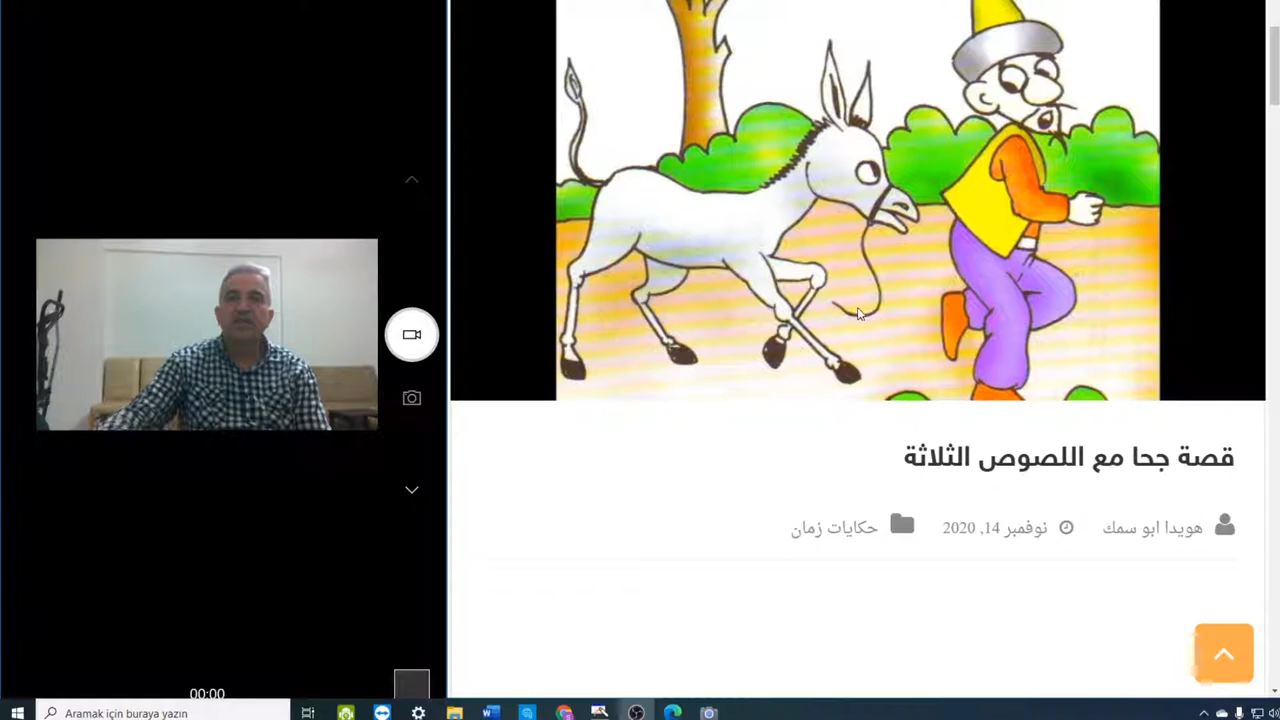 قصة جحا مع اللصوص الثلاثة
هويدا ابو سمك نوفمبر 14, 2020 حكايات زمان
00:00
Aramak için buraya yazın